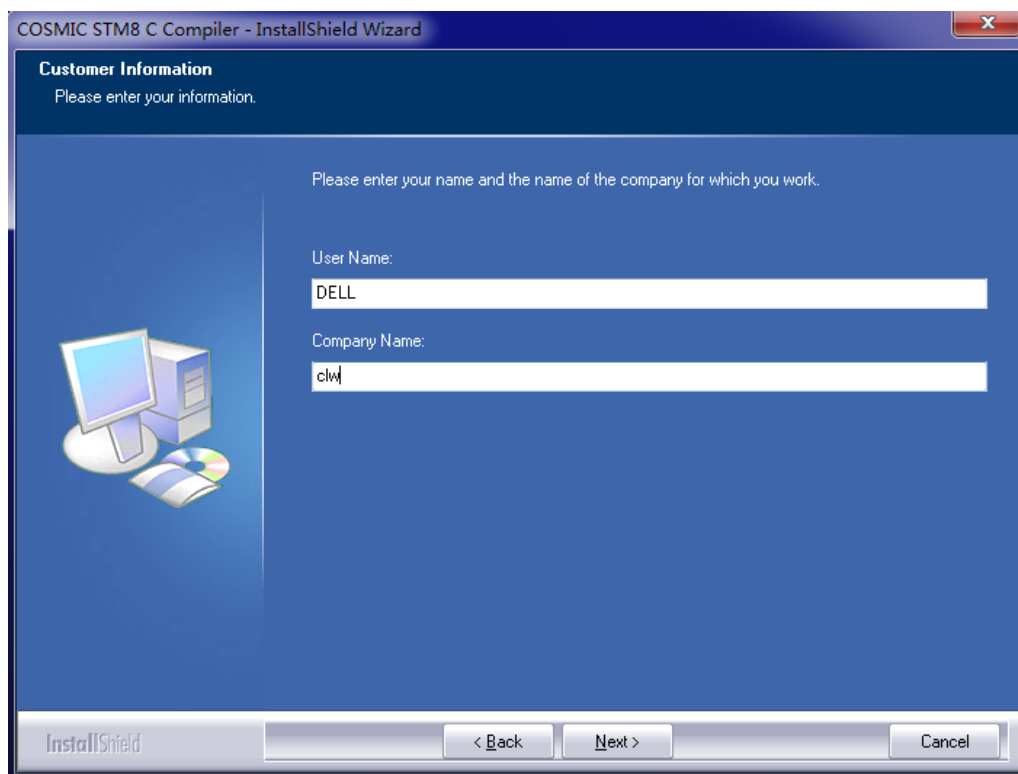 COSMIC STM8 C Compiler - InstallShield Wizard
Customer Information
Please enter your information.
Please enter your name and the name of the company for which you work.
User Name:
DELL
Company Name:
clw
InstallShield
< Back
Next >
Cancel